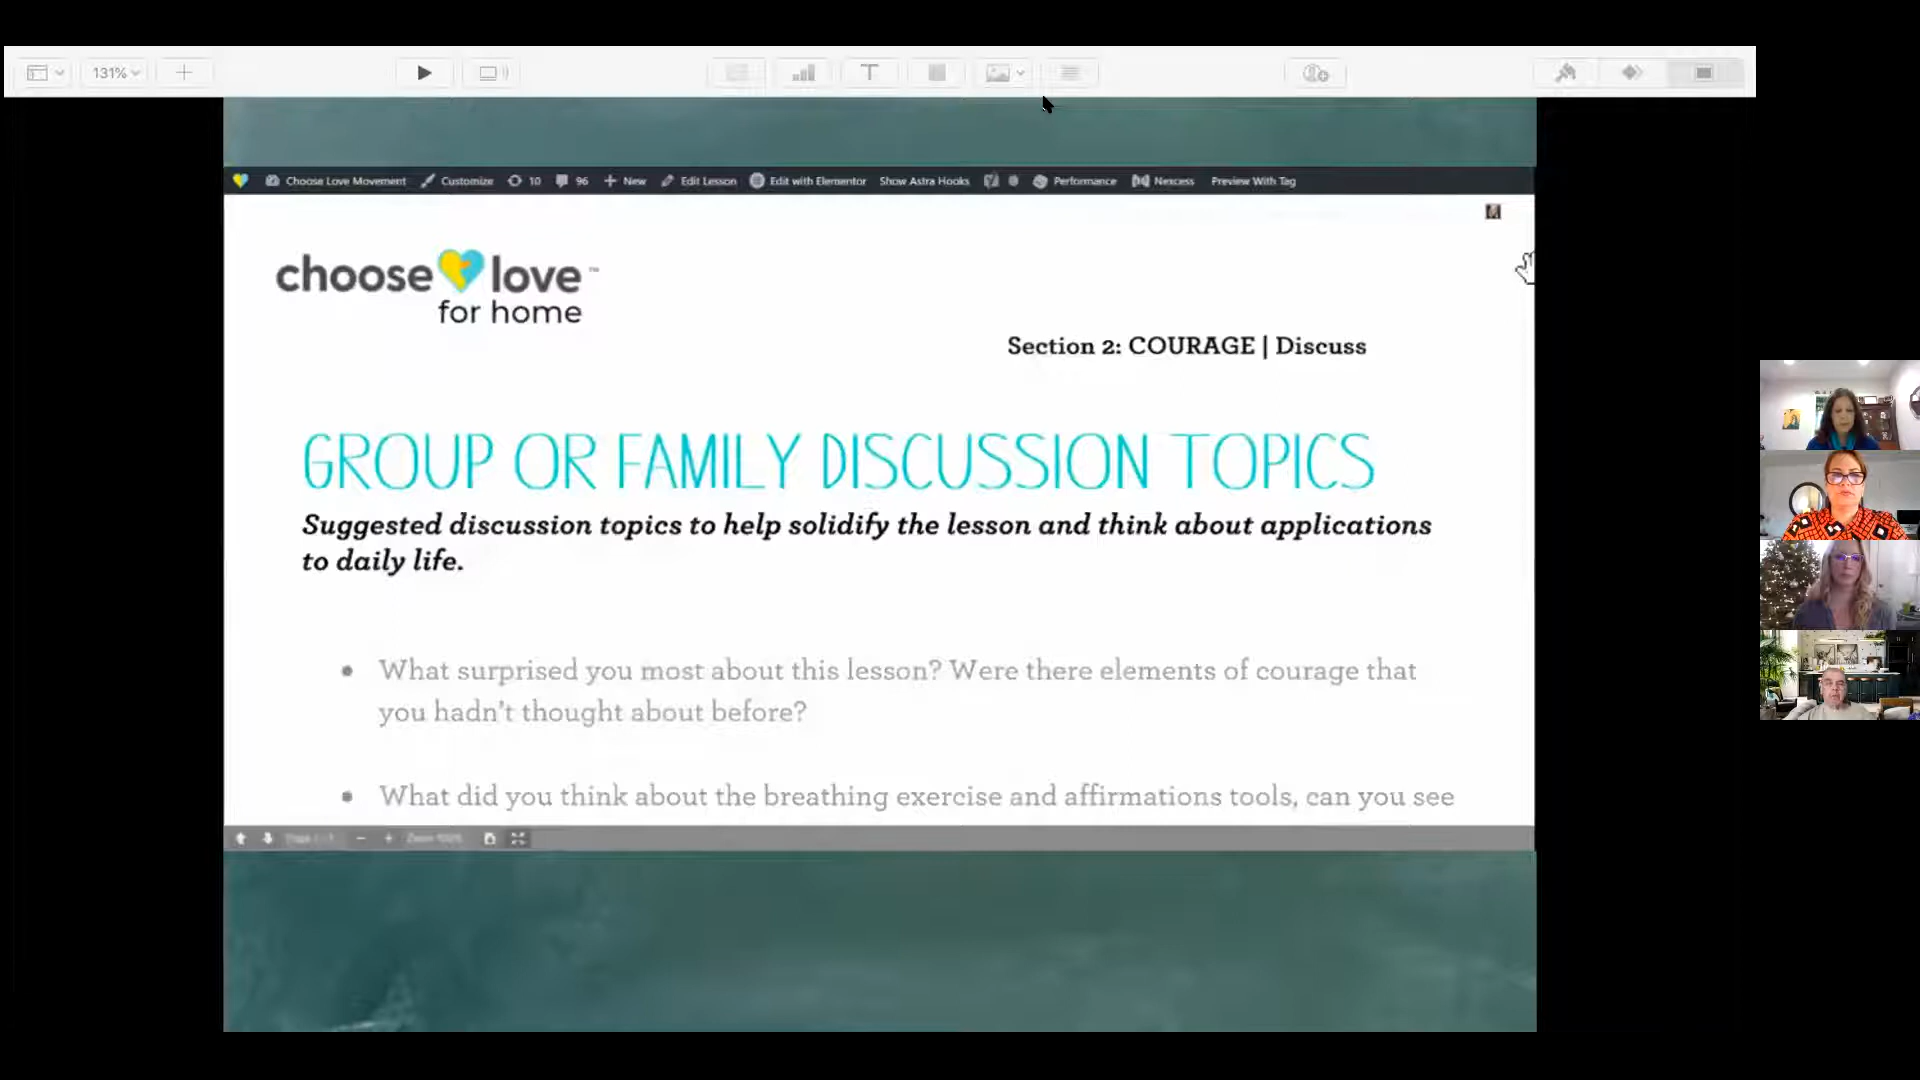 131%
Choose Love Movement Customize 10 96 New Edit Lesson Edit with Elementor Show Astra Hooks Performance Nexcess Preview With Tag
choose love ™
for home
Section 2: COURAGE | Discuss
GROUP OR FAMILY DISCUSSION TOPICS
Suggested discussion topics to help solidify the lesson and think about applications
to daily life.
• What surprised you most about this lesson? Were there elements of courage that
you hadn't thought about before?
• What did you think about the breathing exercise and affirmations tools, can you see